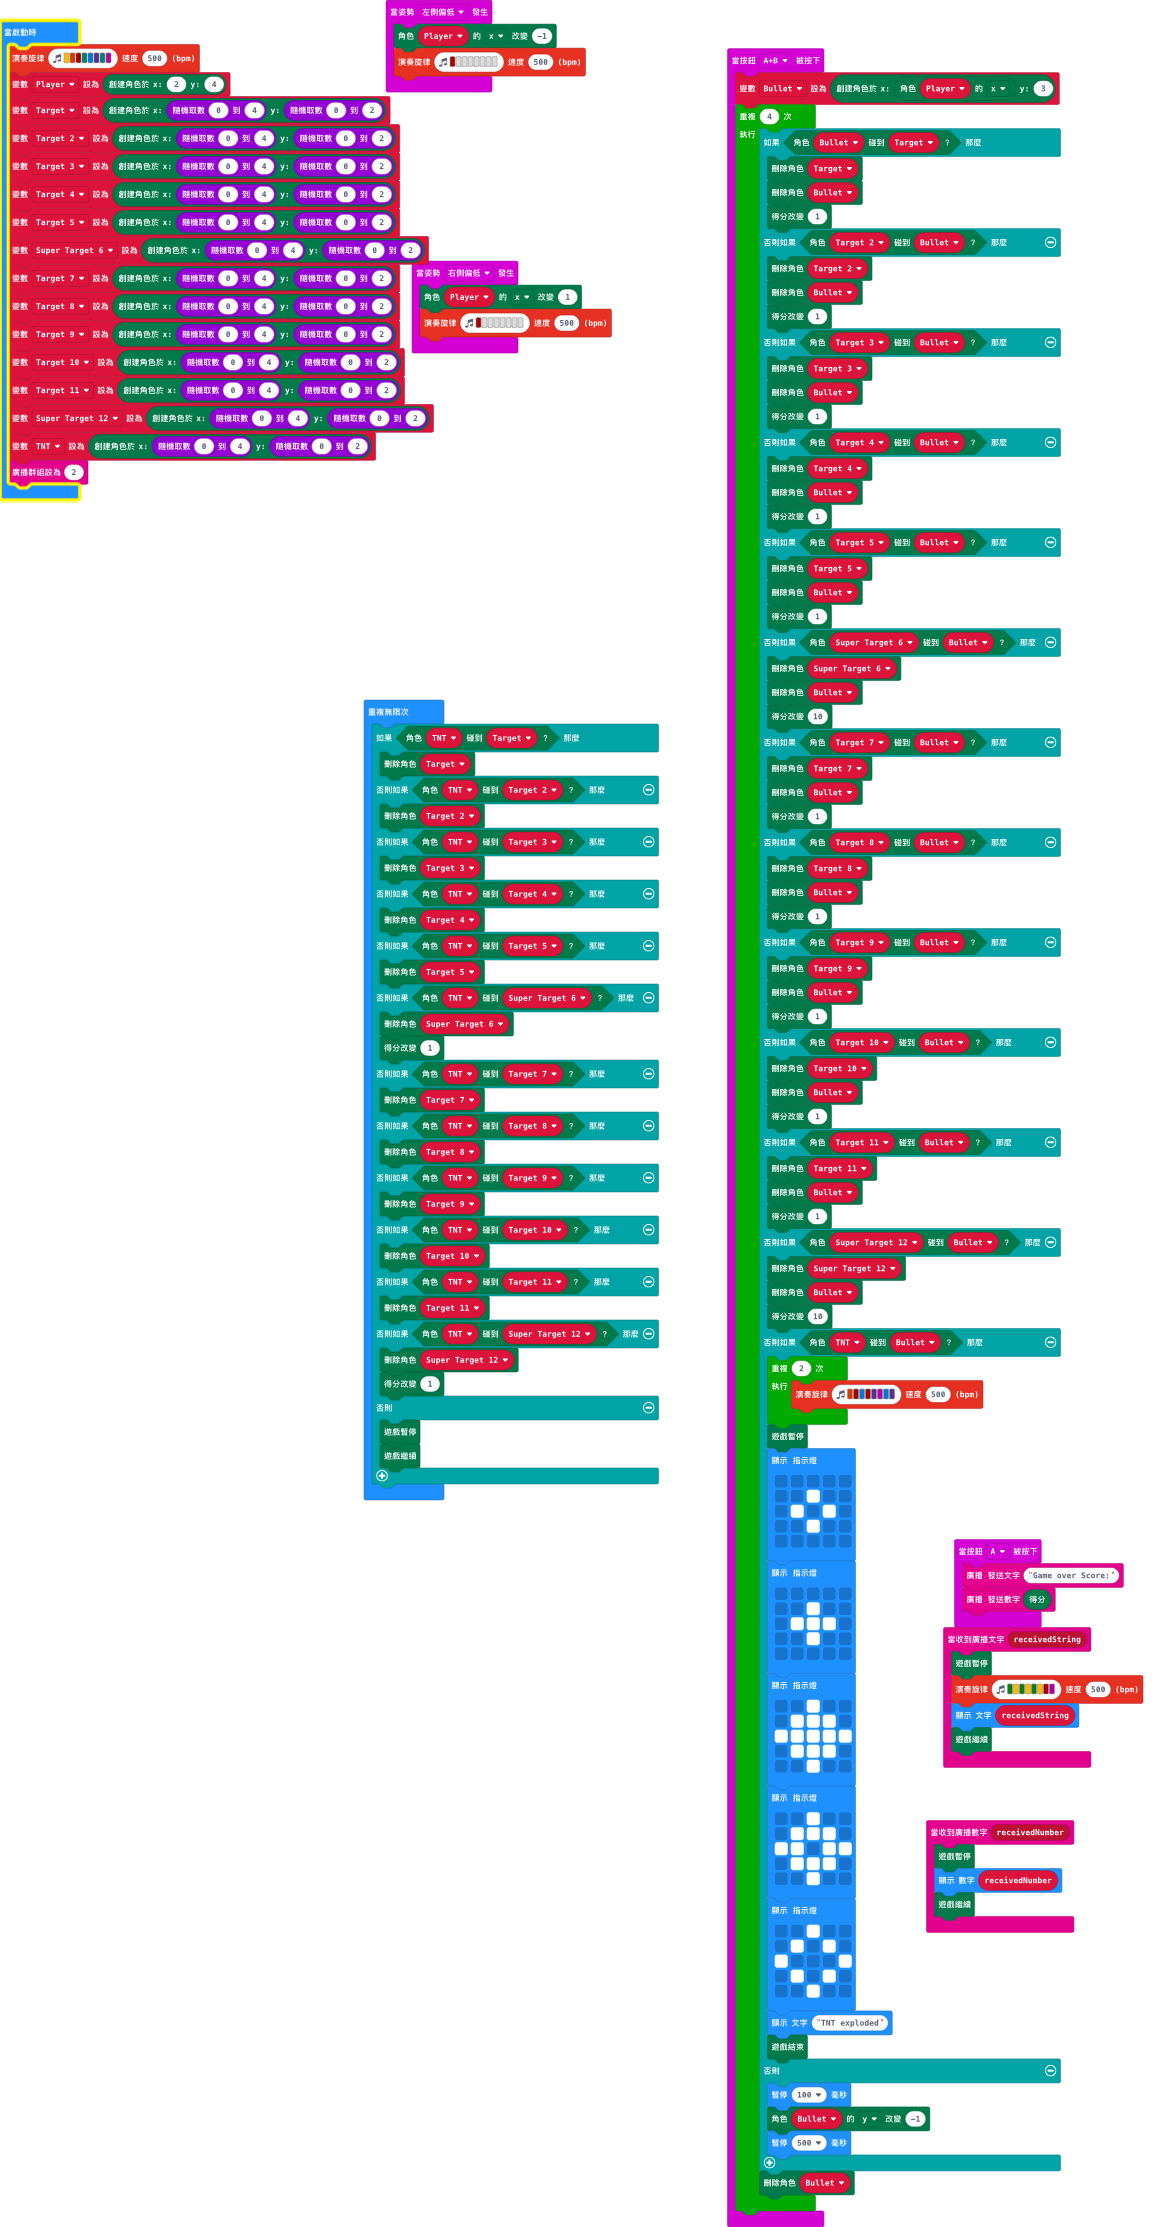 當啟動時
演奏旋律 速度 500 (bpm)
變數 Player 設為 創建角色於 x: 2 y: 4
變數 Target 設為 創建角色於 x: 隨機取數 0 到 4 y: 隨機取數 0 到 2
變數 Target 2 設為 創建角色於 x: 隨機取數 0 到 4 y: 隨機取數 0 到 2
變數 Target 3 設為 創建角色於 x: 隨機取數 0 到 4 y: 隨機取數 0 到 2
變數 Target 4 設為 創建角色於 x: 隨機取數 0 到 4 y: 隨機取數 0 到 2
變數 Target 5 設為 創建角色於 x: 隨機取數 0 到 4 y: 隨機取數 0 到 2
變數 Super Target 6 設為 創建角色於 x: 隨機取數 0 到 4 y: 隨機取數 0 到 2
變數 Target 7 設為 創建角色於 x: 隨機取數 0 到 4 y: 隨機取數 0 到 2
變數 Target 8 設為 創建角色於 x: 隨機取數 0 到 4 y: 隨機取數 0 到 2
變數 Target 9 設為 創建角色於 x: 隨機取數 0 到 4 y: 隨機取數 0 到 2
變數 Target 10 設為 創建角色於 x: 隨機取數 0 到 4 y: 隨機取數 0 到 2
變數 Target 11 設為 創建角色於 x: 隨機取數 0 到 4 y: 隨機取數 0 到 2
變數 Super Target 12 設為 創建角色於 x: 隨機取數 0 到 4 y: 隨機取數 0 到 2
變數 TNT 設為 創建角色於 x: 隨機取數 0 到 4 y: 隨機取數 0 到 2
廣播群組設為 2
當姿勢 左側偏低 發生
角色 Player 的 x 改變 -1
演奏旋律 速度 500 (bpm)
當姿勢 右側偏低 發生
角色 Player 的 x 改變 1
演奏旋律 速度 500 (bpm)
重複無限次
如果 角色 TNT 碰到 Target ? 那麼
刪除角色 Target
否則如果 角色 TNT 碰到 Target 2 ? 那麼
刪除角色 Target 2
否則如果 角色 TNT 碰到 Target 3 ? 那麼
刪除角色 Target 3
否則如果 角色 TNT 碰到 Target 4 ? 那麼
刪除角色 Target 4
否則如果 角色 TNT 碰到 Target 5 ? 那麼
刪除角色 Target 5
否則如果 角色 TNT 碰到 Super Target 6 ? 那麼
刪除角色 Super Target 6
得分改變 1
否則如果 角色 TNT 碰到 Target 7 ? 那麼
刪除角色 Target 7
否則如果 角色 TNT 碰到 Target 8 ? 那麼
刪除角色 Target 8
否則如果 角色 TNT 碰到 Target 9 ? 那麼
刪除角色 Target 9
否則如果 角色 TNT 碰到 Target 10 ? 那麼
刪除角色 Target 10
否則如果 角色 TNT 碰到 Target 11 ? 那麼
刪除角色 Target 11
否則如果 角色 TNT 碰到 Super Target 12 ? 那麼
刪除角色 Super Target 12
得分改變 1
否則
遊戲暫停
遊戲繼續
當按鈕 A+B 被按下
變數 Bullet 設為 創建角色於 x: 角色 Player 的 x y: 3
重複 4 次
執行
如果 角色 Bullet 碰到 Target ? 那麼
刪除角色 Target
刪除角色 Bullet
得分改變 1
否則如果 角色 Target 2 碰到 Bullet ? 那麼
刪除角色 Target 2
刪除角色 Bullet
得分改變 1
否則如果 角色 Target 3 碰到 Bullet ? 那麼
刪除角色 Target 3
刪除角色 Bullet
得分改變 1
否則如果 角色 Target 4 碰到 Bullet ? 那麼
刪除角色 Target 4
刪除角色 Bullet
得分改變 1
否則如果 角色 Target 5 碰到 Bullet ? 那麼
刪除角色 Target 5
刪除角色 Bullet
得分改變 1
否則如果 角色 Super Target 6 碰到 Bullet ? 那麼
刪除角色 Super Target 6
刪除角色 Bullet
得分改變 10
否則如果 角色 Target 7 碰到 Bullet ? 那麼
刪除角色 Target 7
刪除角色 Bullet
得分改變 1
否則如果 角色 Target 8 碰到 Bullet ? 那麼
刪除角色 Target 8
刪除角色 Bullet
得分改變 1
否則如果 角色 Target 9 碰到 Bullet ? 那麼
刪除角色 Target 9
刪除角色 Bullet
得分改變 1
否則如果 角色 Target 10 碰到 Bullet ? 那麼
刪除角色 Target 10
刪除角色 Bullet
得分改變 1
否則如果 角色 Target 11 碰到 Bullet ? 那麼
刪除角色 Target 11
刪除角色 Bullet
得分改變 1
否則如果 角色 Super Target 12 碰到 Bullet ? 那麼
刪除角色 Super Target 12
刪除角色 Bullet
得分改變 10
否則如果 角色 TNT 碰到 Bullet ? 那麼
重複 2 次
執行 演奏旋律 速度 500 (bpm)
遊戲暫停
顯示 指示燈
顯示 指示燈
顯示 指示燈
顯示 指示燈
顯示 指示燈
顯示 文字 "TNT exploded"
遊戲結束
否則
暫停 100 毫秒
角色 Bullet 的 y 改變 -1
暫停 500 毫秒
刪除角色 Bullet
當按鈕 A 被按下
廣播 發送文字 "Game over Score:"
廣播 發送數字 得分
當收到廣播文字 receivedString
遊戲暫停
演奏旋律 速度 500 (bpm)
顯示 文字 receivedString
遊戲繼續
當收到廣播數字 receivedNumber
遊戲暫停
顯示 數字 receivedNumber
遊戲繼續